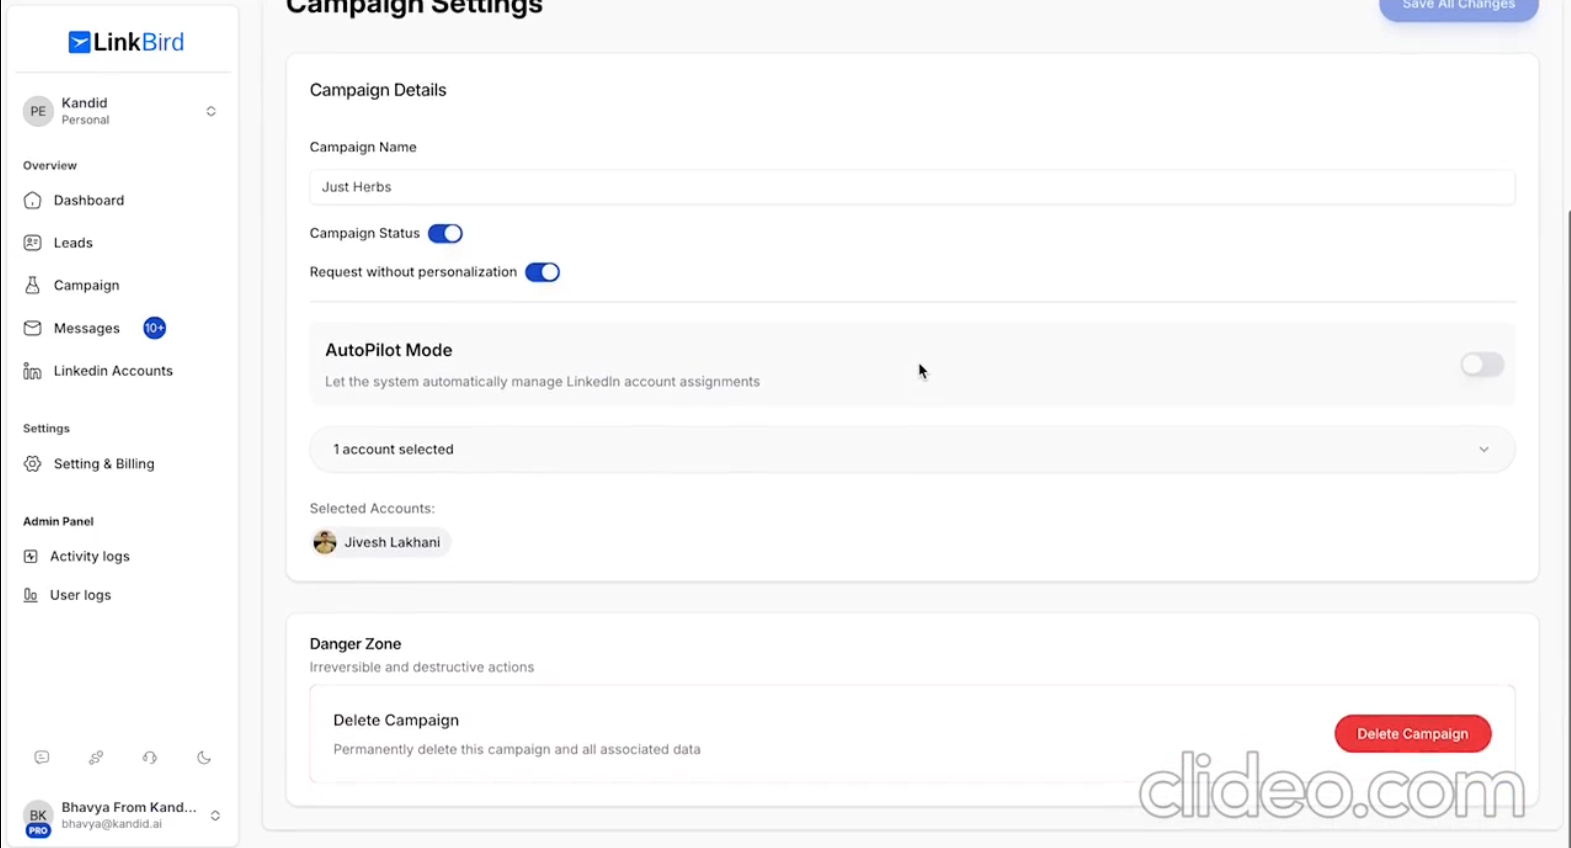 LinkBird
PE
Kandid
Personal
Overview
Dashboard
Leads
Campaign
Messages 10+
Linkedin Accounts
Settings
Setting & Billing
Admin Panel
Activity logs
User logs
BK
PRO
Bhavya From Kand...
bhavya@kandid.ai
Campaign Settings
Save All Changes
Campaign Details
Campaign Name
Just Herbs
Campaign Status
Request without personalization
AutoPilot Mode
Let the system automatically manage LinkedIn account assignments
1 account selected
Selected Accounts:
Jivesh Lakhani
Danger Zone
Irreversible and destructive actions
Delete Campaign
Permanently delete this campaign and all associated data
Delete Campaign
clideo.com